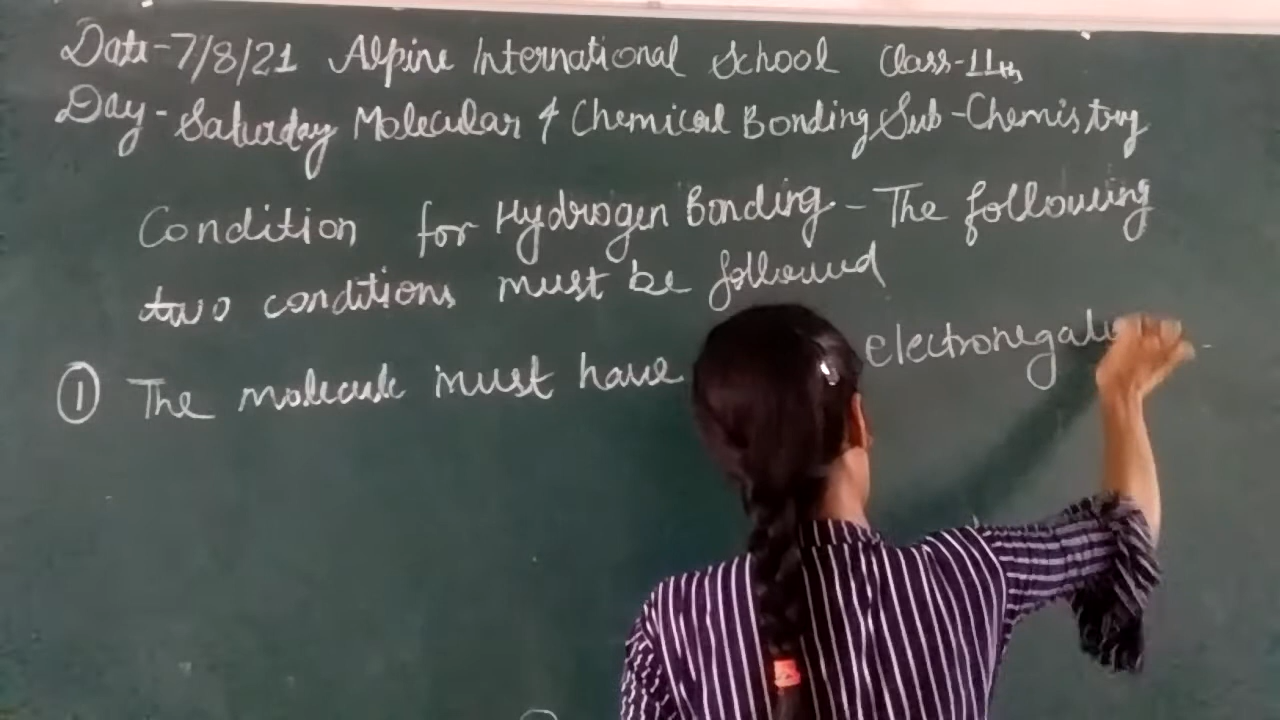 Date-7/8/21 Alpine International School Class-11th
Day-Saturday Molecular & Chemical Bonding Sub-Chemistry
Condition for Hydrogen Bonding - The following
two conditions must be followed
① The molecule must have electronegati